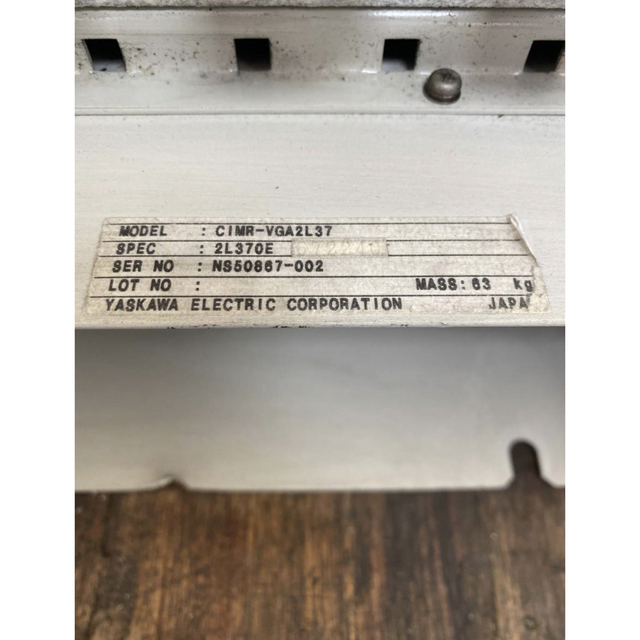 MODEL : CIMR-VGA2L37
SPEC : 2L370E
SER NO : NS50867-002
LOT NO : MASS: 63 kg
YASKAWA ELECTRIC CORPORATION JAPA